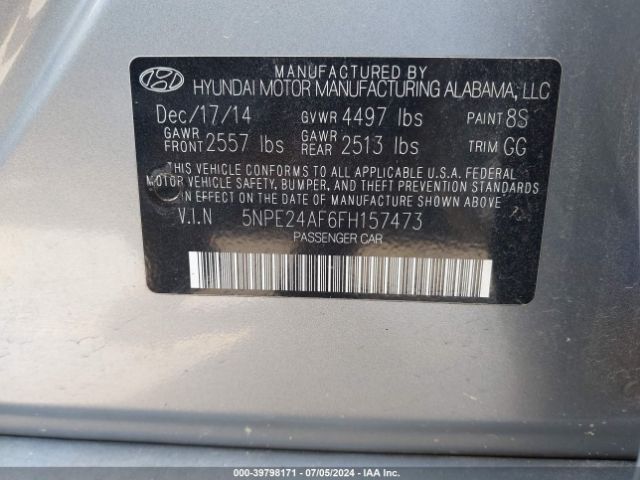 MANUFACTURED BY
HYUNDAI MOTOR MANUFACTURING ALABAMA, LLC
Dec/17/14 GVWR 4497 lbs PAINT 8S
GAWR FRONT 2557 lbs GAWR REAR 2513 lbs TRIM GG
THIS VEHICLE CONFORMS TO ALL APPLICABLE U.S.A. FEDERAL
MOTOR VEHICLE SAFETY, BUMPER, AND THEFT PREVENTION STANDARDS
IN EFFECT ON THE DATE OF MANUFACTURE SHOWN ABOVE
V.I.N 5NPE24AF6FH157473
PASSENGER CAR
000-39798171 | 07/05/2024 | IAA Inc.